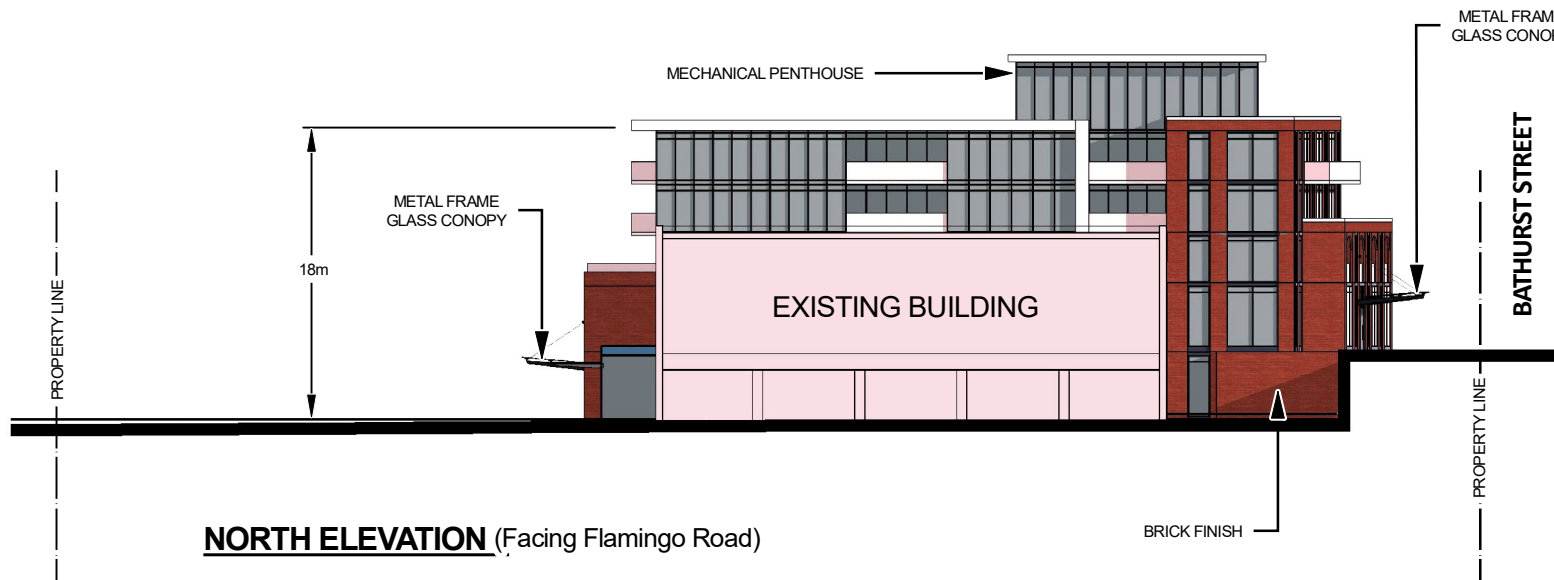 METAL FRAM
GLASS CONO
MECHANICAL PENTHOUSE
BATHURST STREET
METAL FRAME
GLASS CONOPY
18m
EXISTING BUILDING
PROPERTY LINE
PROPERTY LINE
NORTH ELEVATION (Facing Flamingo Road)
BRICK FINISH